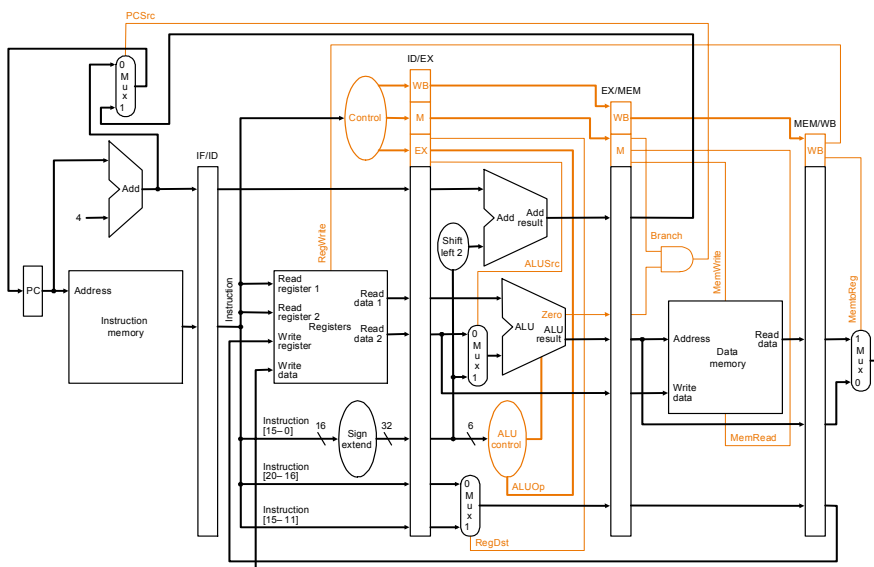 PCSrc
ID/EX
EX/MEM
MEM/WB
0
M
u
x
1
WB
Control
M
EX
WB
M
WB
IF/ID
Add
4
RegWrite
Shift
left 2
Add
Add
result
ALUSrc
Branch
MemWrite
MemtoReg
PC
Address
Instruction
memory
Instruction
Read
register 1
Read
register 2
Registers
Write
register
Write
data
Read
data 1
Read
data 2
0
M
u
x
1
Zero
ALU
ALU
result
Address
Data
memory
Read
data
Write
data
MemRead
1
M
u
x
0
Instruction
[15– 0]
16
Sign
extend
32
6
ALU
control
ALUOp
Instruction
[20– 16]
Instruction
[15– 11]
0
M
u
x
1
RegDst